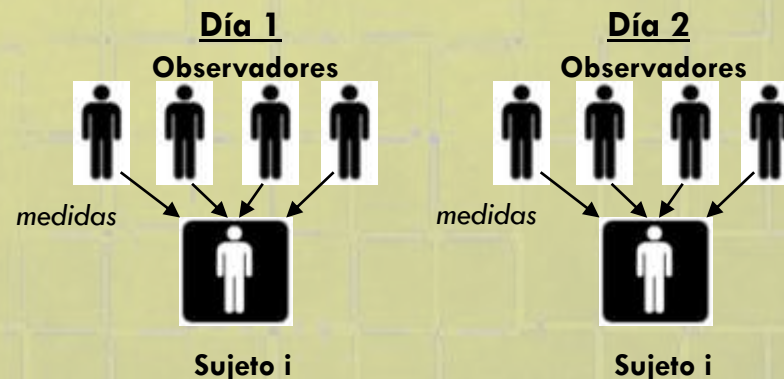 Día 1
Observadores
medidas
Sujeto i
Día 2
Observadores
medidas
Sujeto i